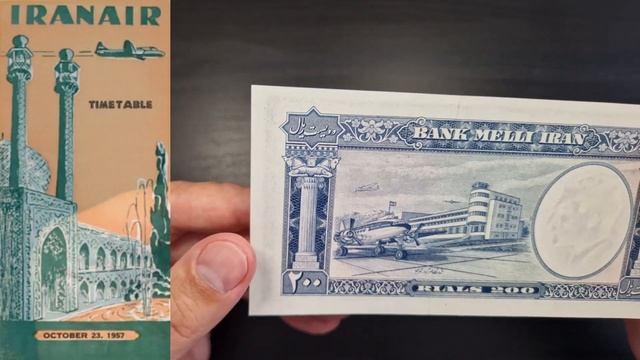 IRANAIR
TIMETABLE
OCTOBER 23, 1957
دویست ریال
BANK MELLI IRAN
۲۰۰
RIALS 200